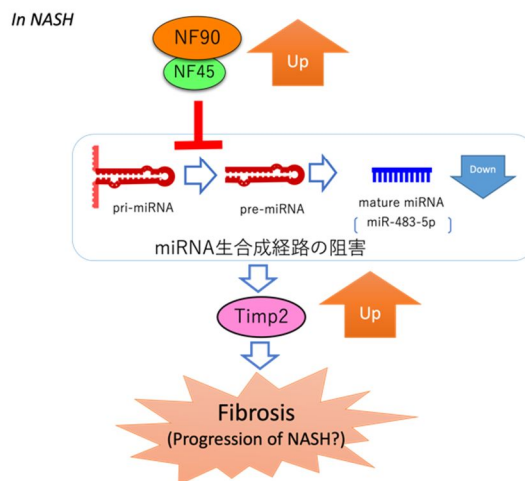 In NASH
NF90
NF45
Up
pri-miRNA
pre-miRNA
mature miRNA
[ miR-483-5p ]
Down
miRNA生合成経路の阻害
Timp2
Up
Fibrosis
(Progression of NASH?)